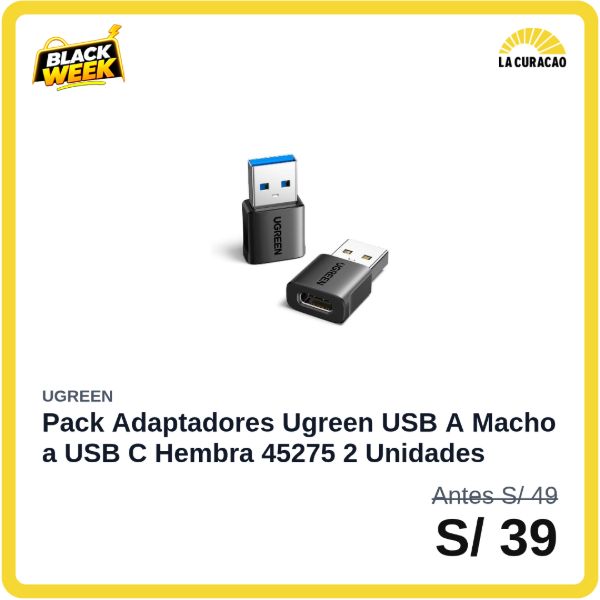 BLACK
WEEK
LA CURACAO
UGREEN
UGREEN
UGREEN
Pack Adaptadores Ugreen USB A Macho
a USB C Hembra 45275 2 Unidades
Antes S/ 49
S/ 39